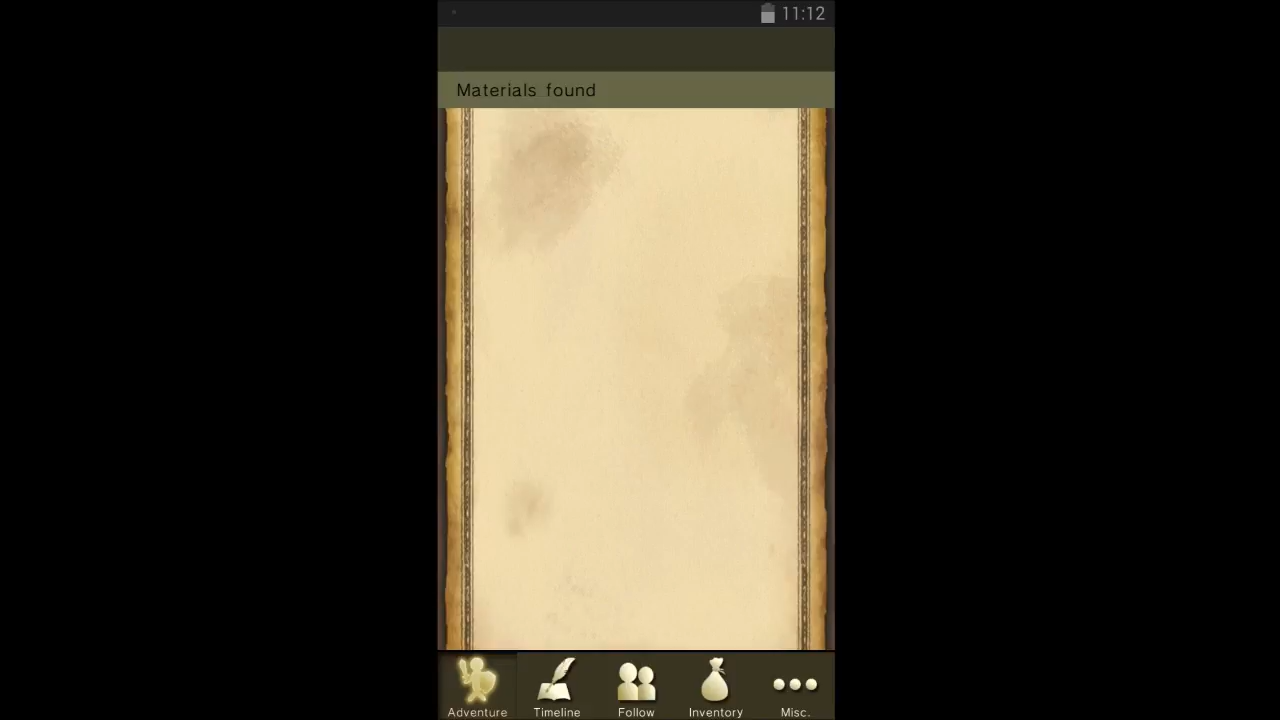 11:12
Materials found
Adventure
Timeline
Follow
Inventory
Misc.